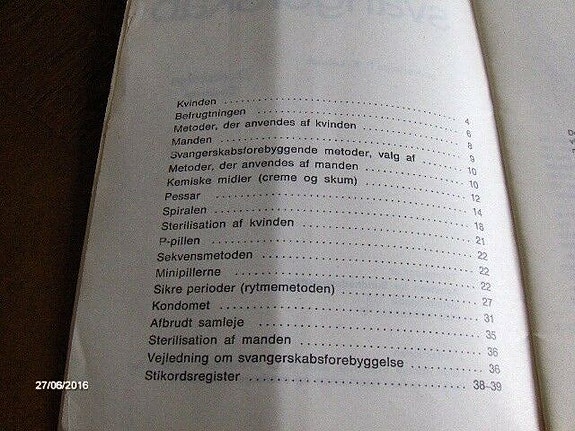 Kvinden 4
Befrugtningen 6
Metoder, der anvendes af kvinden 8
Manden 9
Svangerskabsforebyggende metoder, valg af 10
Metoder, der anvendes af manden 10
Kemiske midler (creme og skum) 12
Pessar 14
Spiralen 18
Sterilisation af kvinden 21
P-pillen 22
Sekvensmetoden 22
Minipillerne 22
Sikre perioder (rytmemetoden) 27
Kondomet 31
Afbrudt samleje 35
Sterilisation af manden 36
Vejledning om svangerskabsforebyggelse 36
Stikordsregister 38–39
27/06/2016